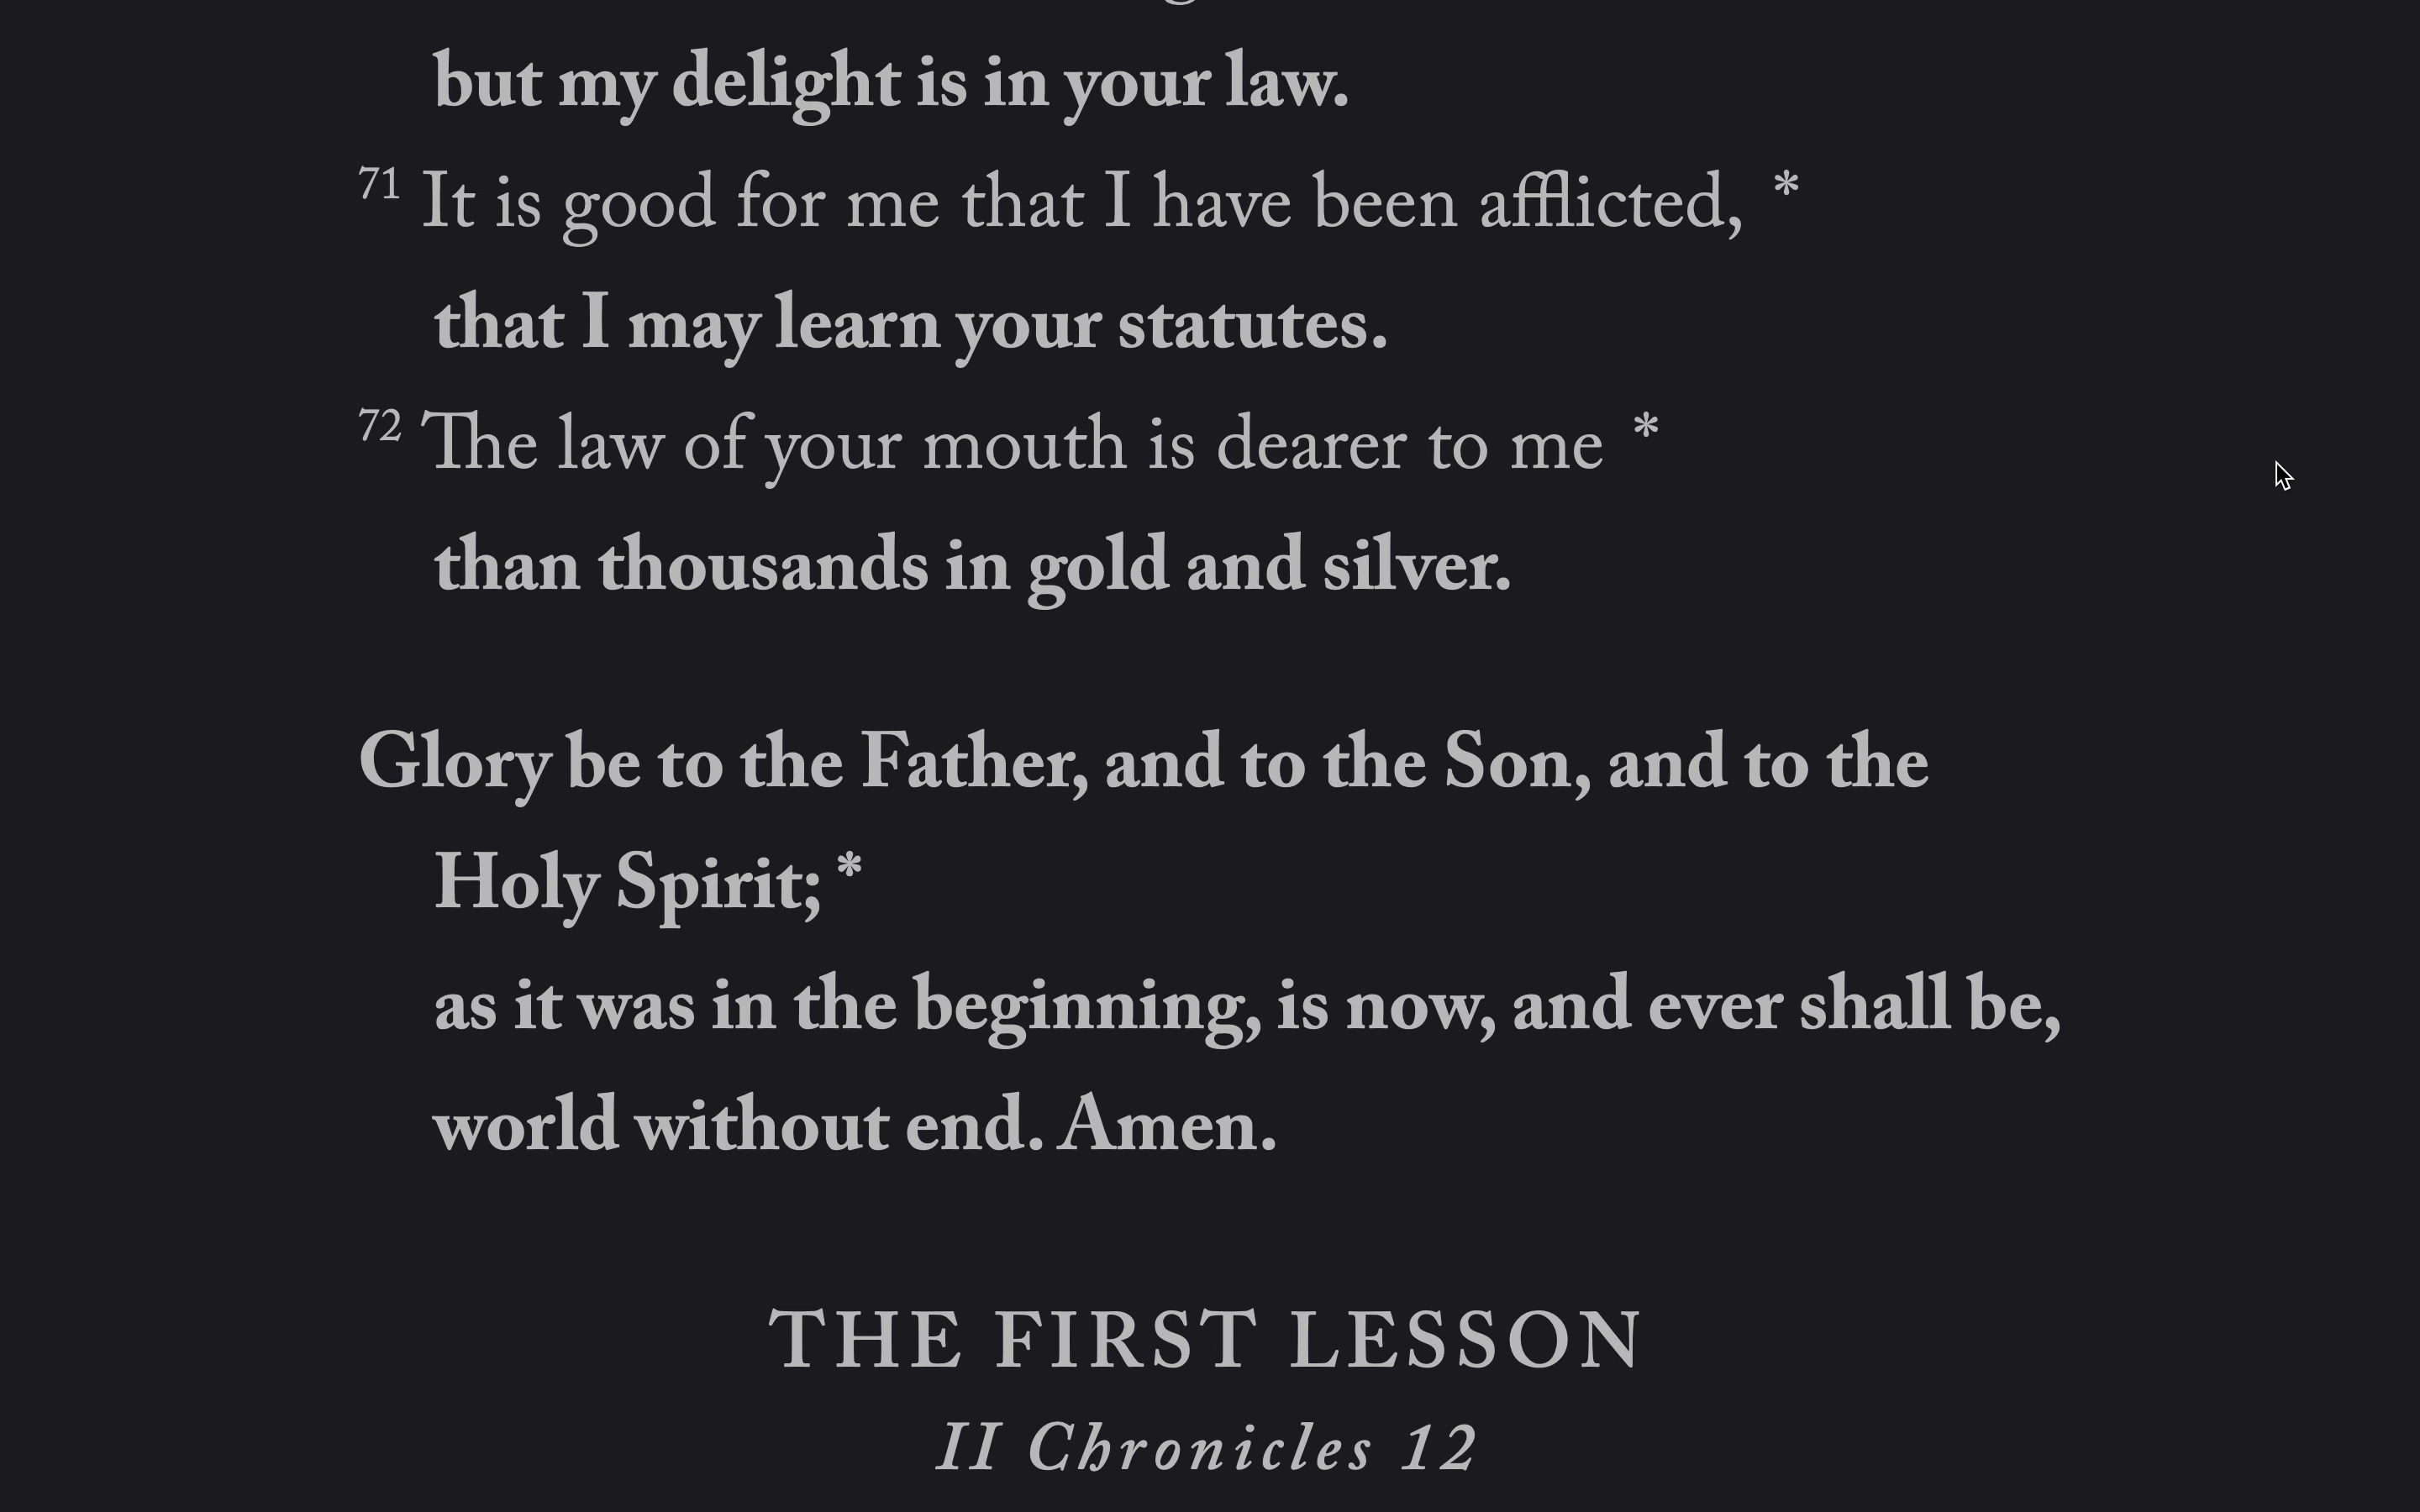 but my delight is in your law.
71 It is good for me that I have been afflicted, *
that I may learn your statutes.
72 The law of your mouth is dearer to me *
than thousands in gold and silver.
Glory be to the Father, and to the Son, and to the
Holy Spirit; *
as it was in the beginning, is now, and ever shall be,
world without end. Amen.
THE FIRST LESSON
II Chronicles 12